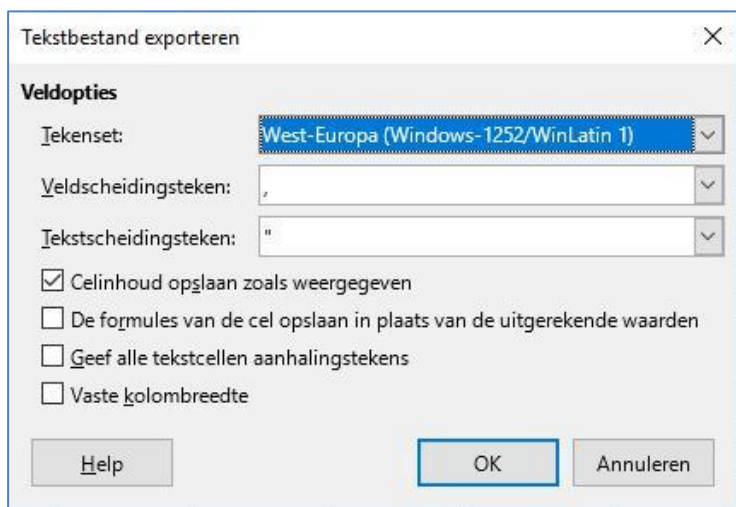 Tekstbestand exporteren
Veldopties
Tekenset: West-Europa (Windows-1252/WinLatin 1)
Veldscheidingsteken: ,
Tekstscheidingsteken: "
Celinhoud opslaan zoals weergegeven
De formules van de cel opslaan in plaats van de uitgerekende waarden
Geef alle tekstcellen aanhalingstekens
Vaste kolombreedte
Help OK Annuleren